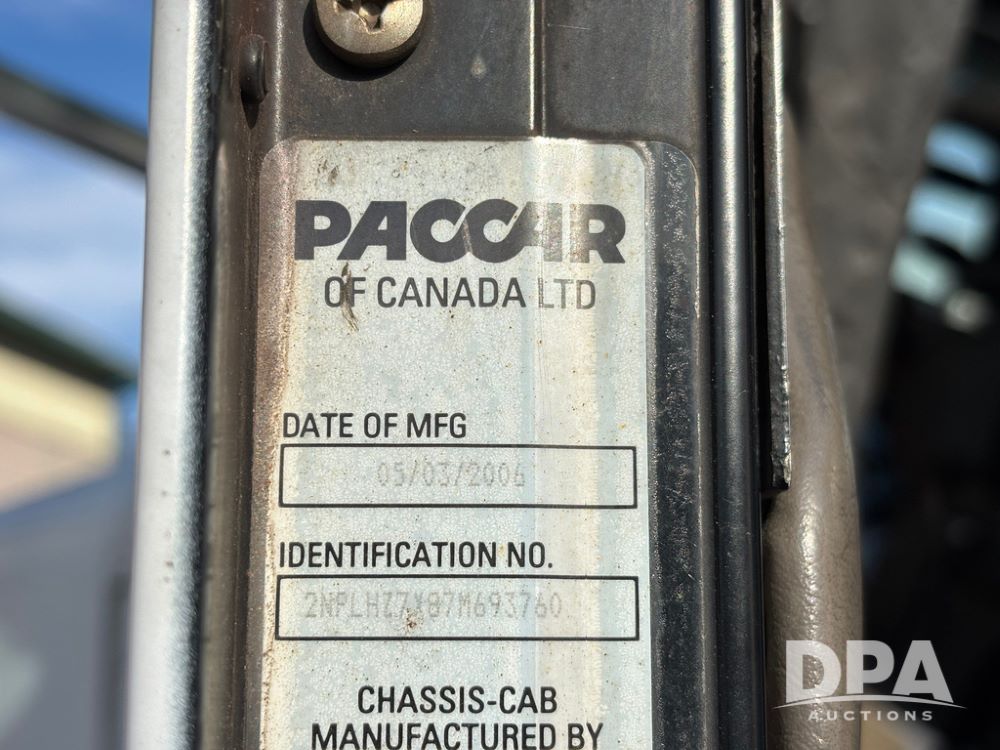 PACCAR
OF CANADA LTD
DATE OF MFG
05/03/2006
IDENTIFICATION NO.
2NPLHZ7X87M693760
CHASSIS-CAB
MANUFACTURED BY
DPA
AUCTIONS